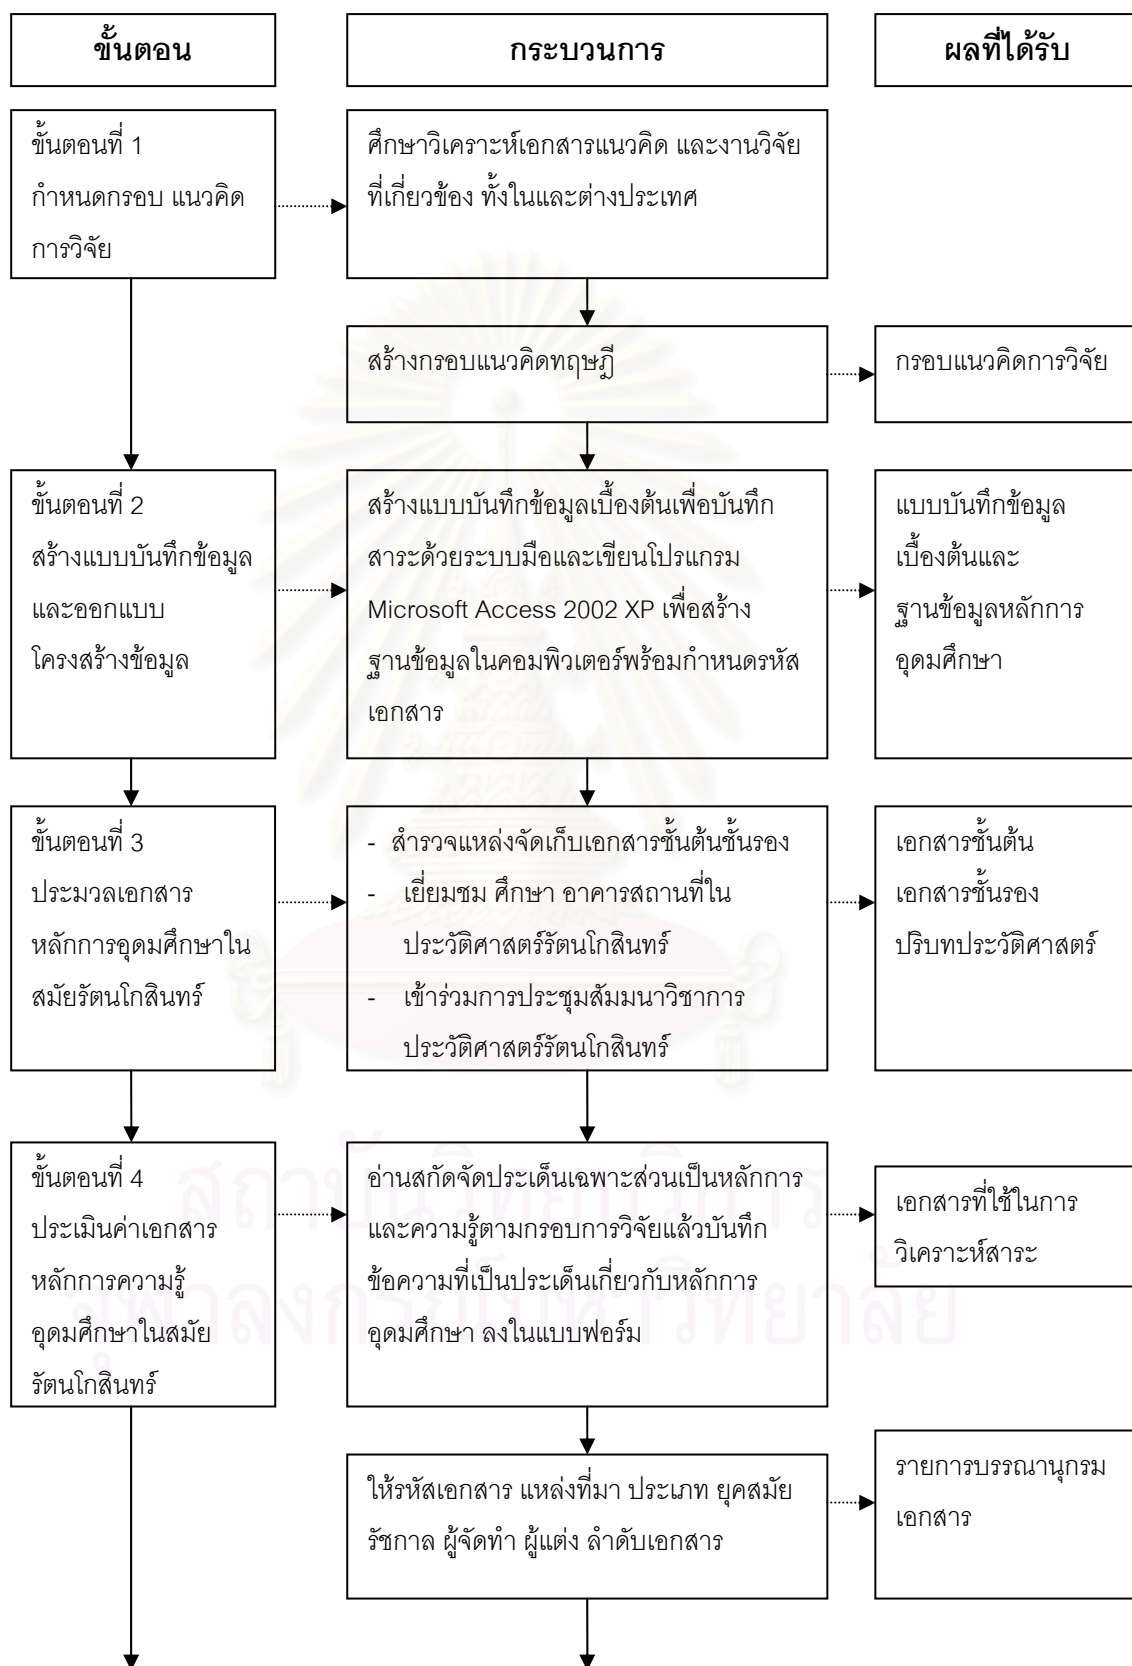 ขั้นตอน
กระบวนการ
ผลที่ได้รับ
ขั้นตอนที่ 1
กำหนดกรอบ แนวคิด
การวิจัย
ศึกษาวิเคราะห์เอกสารแนวคิด และงานวิจัย
ที่เกี่ยวข้อง ทั้งในและต่างประเทศ
สร้างกรอบแนวคิดทฤษฎี
กรอบแนวคิดการวิจัย
ขั้นตอนที่ 2
สร้างแบบบันทึกข้อมูล
และออกแบบ
โครงสร้างข้อมูล
สร้างแบบบันทึกข้อมูลเบื้องต้นเพื่อบันทึก
สาระด้วยระบบมือและเขียนโปรแกรม
Microsoft Access 2002 XP เพื่อสร้าง
ฐานข้อมูลในคอมพิวเตอร์พร้อมกำหนดรหัส
เอกสาร
แบบบันทึกข้อมูล
เบื้องต้นและ
ฐานข้อมูลหลักการ
อุดมศึกษา
ขั้นตอนที่ 3
ประมวลเอกสาร
หลักการอุดมศึกษาใน
สมัยรัตนโกสินทร์
- สำรวจแหล่งจัดเก็บเอกสารชั้นต้นชั้นรอง
- เยี่ยมชม ศึกษา อาคารสถานที่ใน
ประวัติศาสตร์รัตนโกสินทร์
- เข้าร่วมการประชุมสัมมนาวิชาการ
ประวัติศาสตร์รัตนโกสินทร์
เอกสารชั้นต้น
เอกสารชั้นรอง
ปริบทประวัติศาสตร์
ขั้นตอนที่ 4
ประเมินค่าเอกสาร
หลักการความรู้
อุดมศึกษาในสมัย
รัตนโกสินทร์
อ่านสกัดจัดประเด็นเฉพาะส่วนเป็นหลักการ
และความรู้ตามกรอบการวิจัยแล้วบันทึก
ข้อความที่เป็นประเด็นเกี่ยวกับหลักการ
อุดมศึกษา ลงในแบบฟอร์ม
เอกสารที่ใช้ในการ
วิเคราะห์สาระ
ให้รหัสเอกสาร แหล่งที่มา ประเภท ยุคสมัย
รัชกาล ผู้จัดทำ ผู้แต่ง ลำดับเอกสาร
รายการบรรณานุกรม
เอกสาร
สถาบันวิทยบริการ
จุฬาลงกรณ์มหาวิทยาลัย